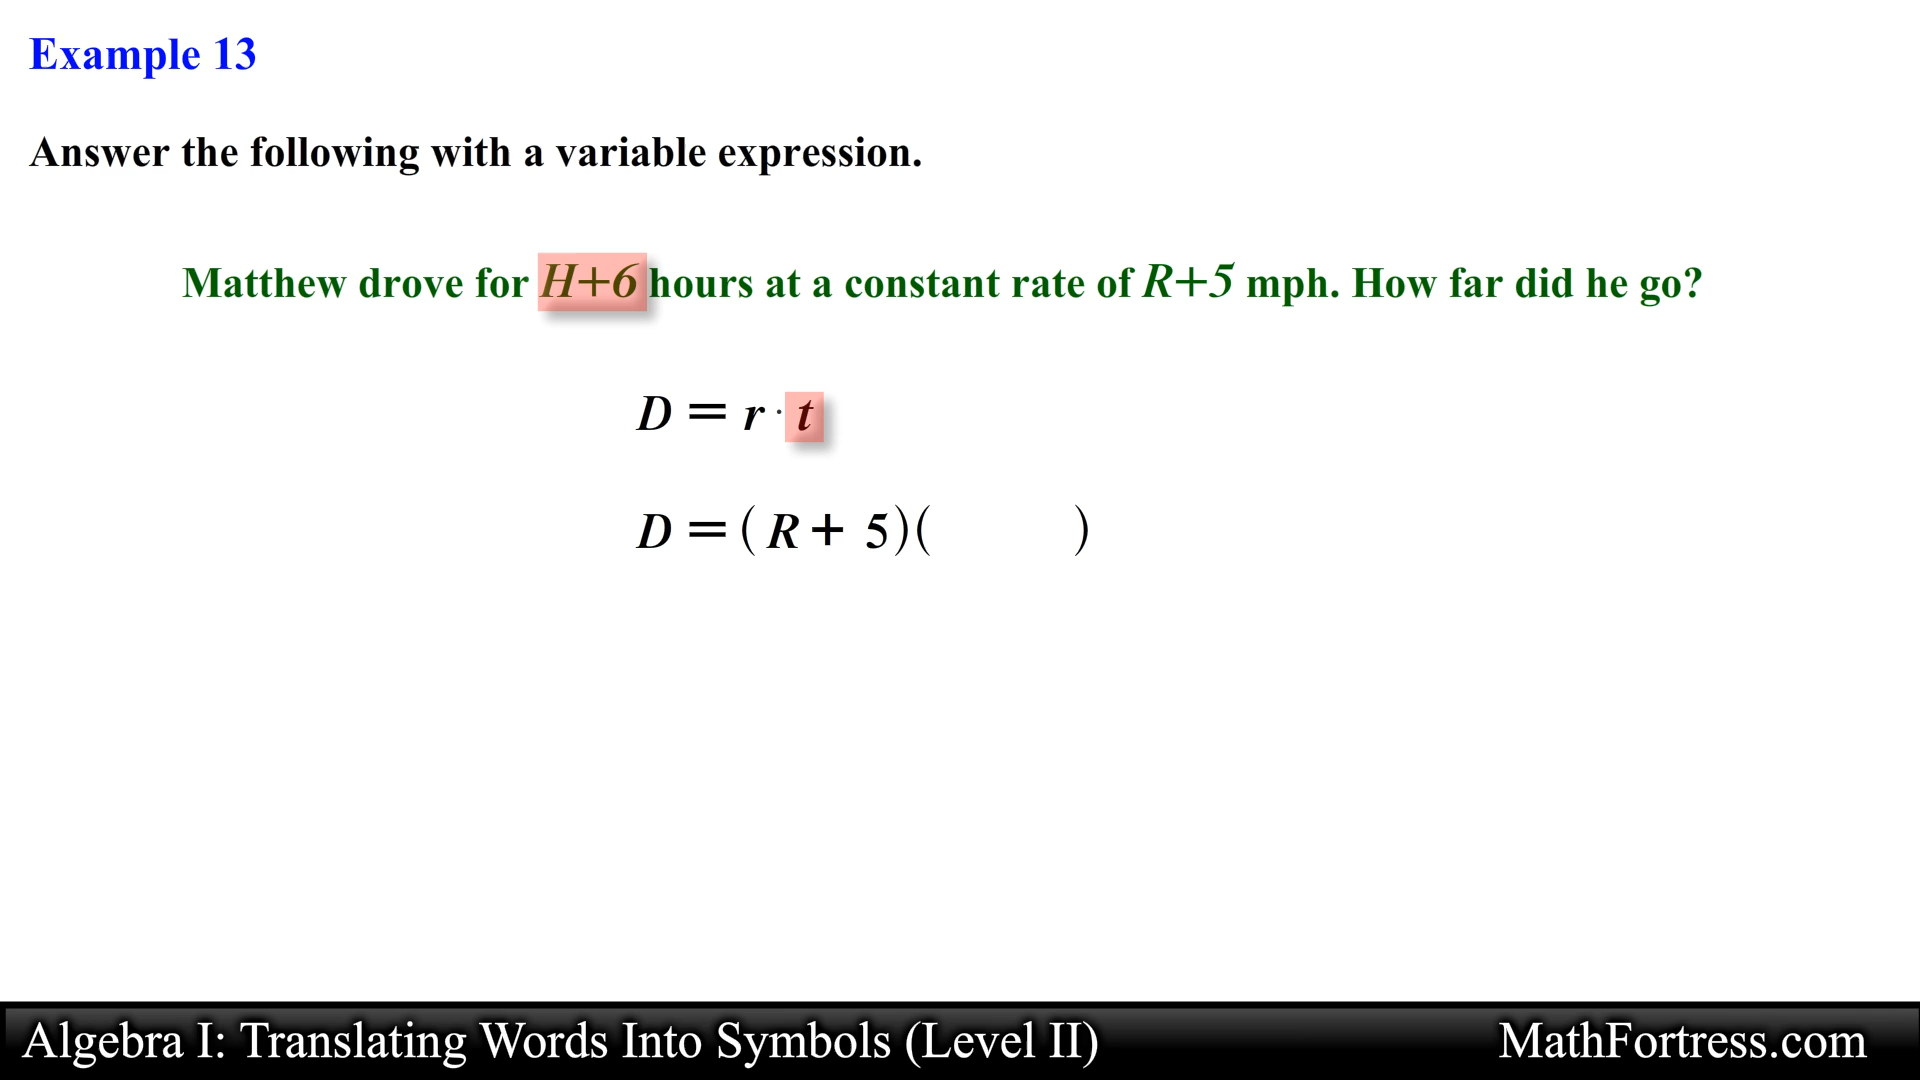 Example 13
Answer the following with a variable expression.
Matthew drove for H+6 hours at a constant rate of R+5 mph. How far did he go?
D = r · t
D = ( R + 5)(          )
Algebra I: Translating Words Into Symbols (Level II)
MathFortress.com